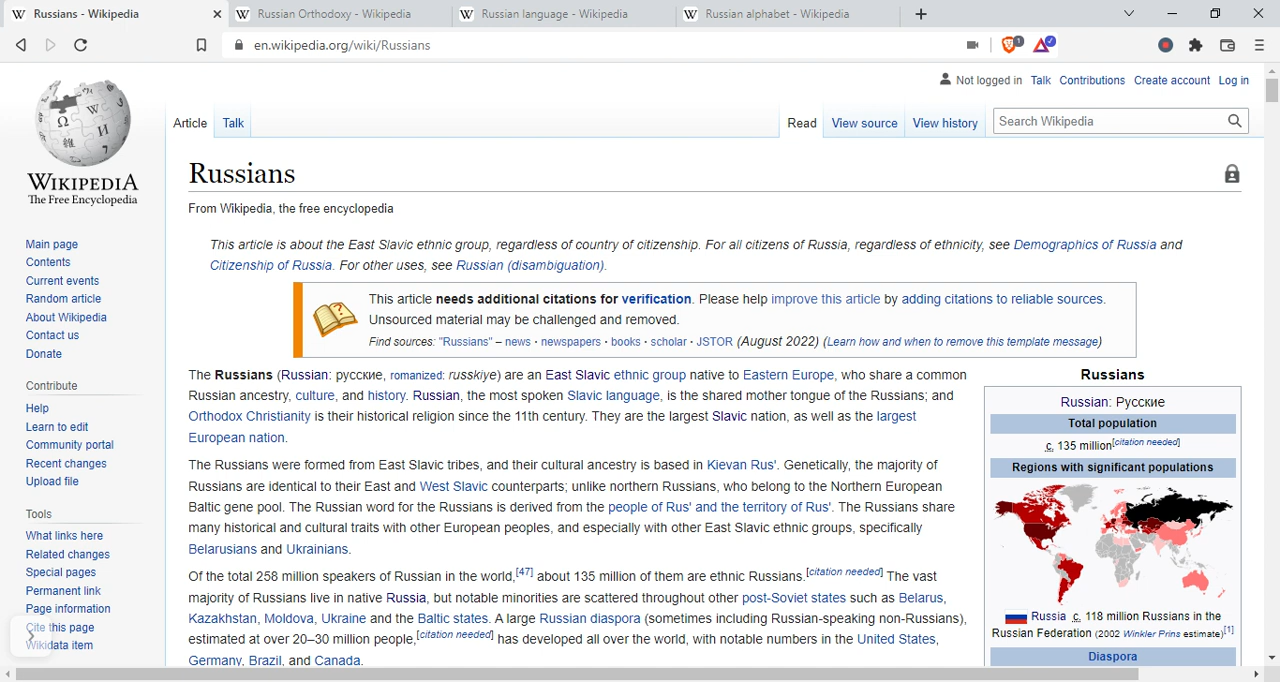 Russians - Wikipedia
Russian Orthodoxy - Wikipedia
Russian language - Wikipedia
Russian alphabet - Wikipedia
en.wikipedia.org/wiki/Russians
1
Not logged in Talk Contributions Create account Log in
Article Talk
Read View source View history
Search Wikipedia
WIKIPEDIA
The Free Encyclopedia
Main page
Contents
Current events
Random article
About Wikipedia
Contact us
Donate
Contribute
Help
Learn to edit
Community portal
Recent changes
Upload file
Tools
What links here
Related changes
Special pages
Permanent link
Page information
Cite this page
Wikidata item
Russians
From Wikipedia, the free encyclopedia
This article is about the East Slavic ethnic group, regardless of country of citizenship. For all citizens of Russia, regardless of ethnicity, see Demographics of Russia and
Citizenship of Russia. For other uses, see Russian (disambiguation).
This article needs additional citations for verification. Please help improve this article by adding citations to reliable sources.
Unsourced material may be challenged and removed.
Find sources: "Russians" – news · newspapers · books · scholar · JSTOR (August 2022) (Learn how and when to remove this template message)
The Russians (Russian: русские, romanized: russkiye) are an East Slavic ethnic group native to Eastern Europe, who share a common
Russian ancestry, culture, and history. Russian, the most spoken Slavic language, is the shared mother tongue of the Russians; and
Orthodox Christianity is their historical religion since the 11th century. They are the largest Slavic nation, as well as the largest
European nation.
The Russians were formed from East Slavic tribes, and their cultural ancestry is based in Kievan Rus'. Genetically, the majority of
Russians are identical to their East and West Slavic counterparts; unlike northern Russians, who belong to the Northern European
Baltic gene pool. The Russian word for the Russians is derived from the people of Rus' and the territory of Rus'. The Russians share
many historical and cultural traits with other European peoples, and especially with other East Slavic ethnic groups, specifically
Belarusians and Ukrainians.
Of the total 258 million speakers of Russian in the world,[47] about 135 million of them are ethnic Russians.[citation needed] The vast
majority of Russians live in native Russia, but notable minorities are scattered throughout other post-Soviet states such as Belarus,
Kazakhstan, Moldova, Ukraine and the Baltic states. A large Russian diaspora (sometimes including Russian-speaking non-Russians),
estimated at over 20–30 million people,[citation needed] has developed all over the world, with notable numbers in the United States,
Germany, Brazil, and Canada.
Russians
Russian: Русские
Total population
c. 135 million[citation needed]
Regions with significant populations
Russia c. 118 million Russians in the
Russian Federation (2002 Winkler Prins estimate)[1]
Diaspora